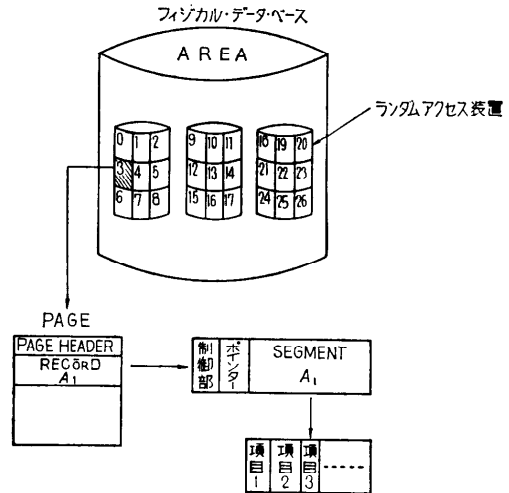 フィジカル・データ・ベース
AREA
ランダムアクセス装置
0 1 2
3 4 5
6 7 8
9 10 11
12 13 14
15 16 17
18 19 20
21 22 23
24 25 26
PAGE
PAGE HEADER
RECORD
A1
制御部
ポインター
SEGMENT
A1
項目1
項目2
項目3